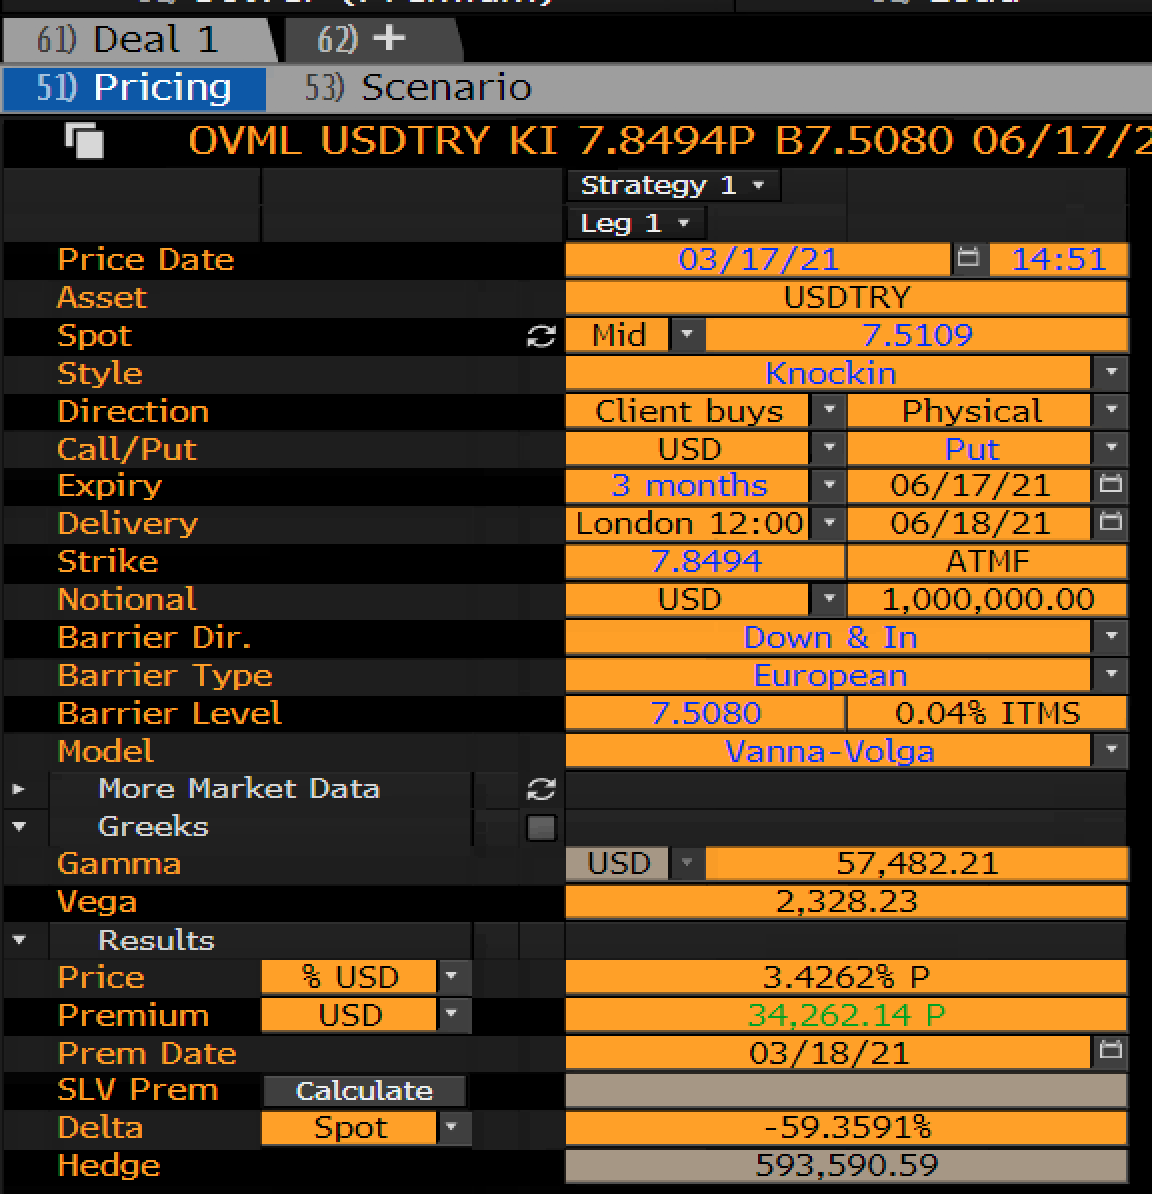 61) Deal 1 62) +
51) Pricing 53) Scenario
OVML USDTRY KI 7.8494P B7.5080 06/17/2
Strategy 1
Leg 1
Price Date 03/17/21 14:51
Asset USDTRY
Spot Mid 7.5109
Style Knockin
Direction Client buys Physical
Call/Put USD Put
Expiry 3 months 06/17/21
Delivery London 12:00 06/18/21
Strike 7.8494 ATMF
Notional USD 1,000,000.00
Barrier Dir. Down & In
Barrier Type European
Barrier Level 7.5080 0.04% ITMS
Model Vanna-Volga
More Market Data
Greeks
Gamma USD 57,482.21
Vega 2,328.23
Results
Price % USD 3.4262% P
Premium USD 34,262.14 P
Prem Date 03/18/21
SLV Prem Calculate
Delta Spot -59.3591%
Hedge 593,590.59